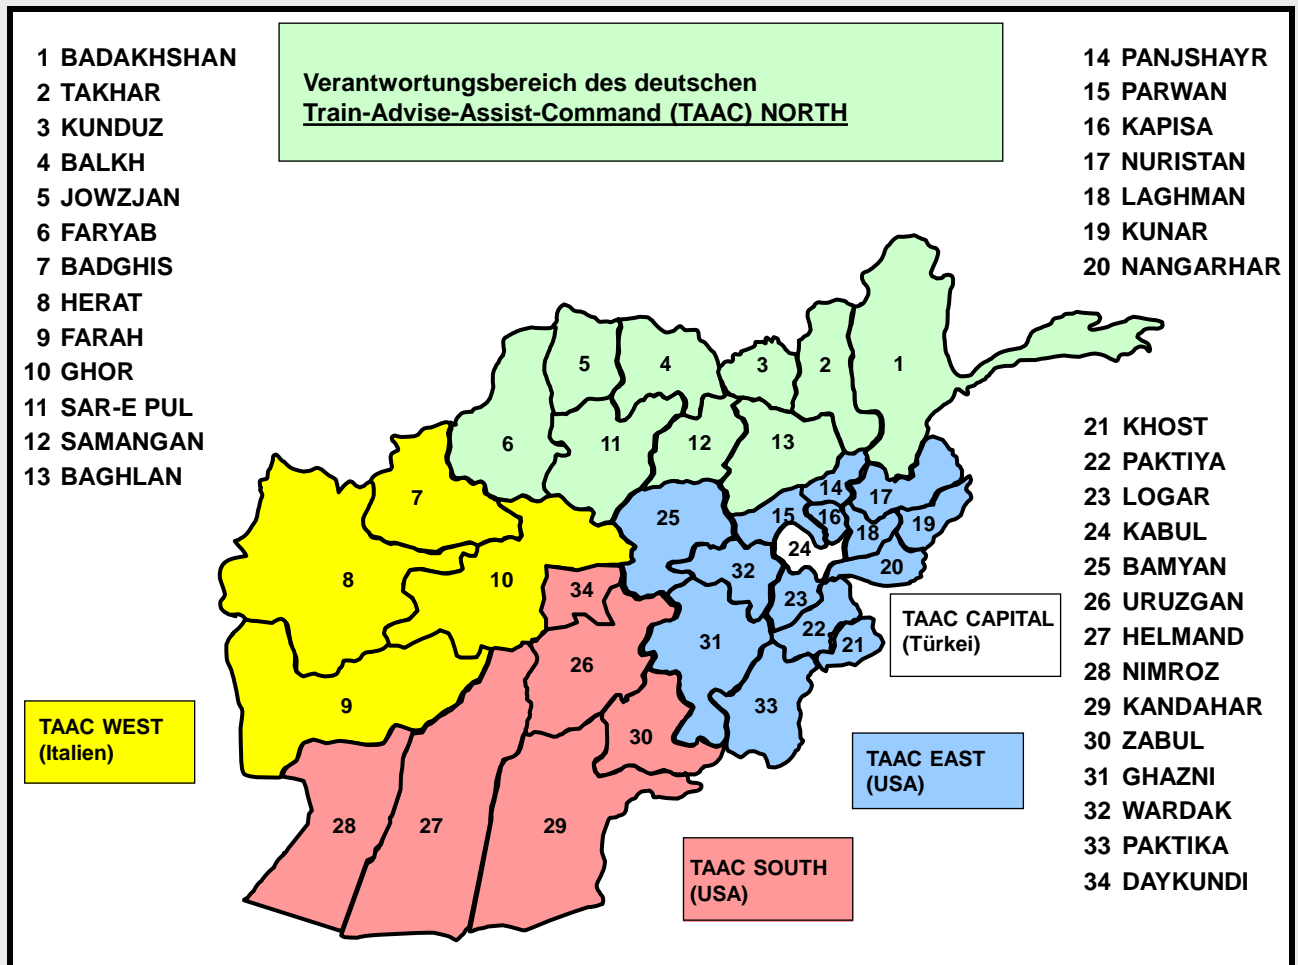 1 BADAKHSHAN
2 TAKHAR
3 KUNDUZ
4 BALKH
5 JOWZJAN
6 FARYAB
7 BADGHIS
8 HERAT
9 FARAH
10 GHOR
11 SAR-E PUL
12 SAMANGAN
13 BAGHLAN
Verantwortungsbereich des deutschen
Train-Advise-Assist-Command (TAAC) NORTH
14 PANJSHAYR
15 PARWAN
16 KAPISA
17 NURISTAN
18 LAGHMAN
19 KUNAR
20 NANGARHAR
21 KHOST
22 PAKTIYA
23 LOGAR
24 KABUL
25 BAMYAN
26 URUZGAN
27 HELMAND
28 NIMROZ
29 KANDAHAR
30 ZABUL
31 GHAZNI
32 WARDAK
33 PAKTIKA
34 DAYKUNDI
1
2
3
4
5
6
11
12
13
7
14
17
25
15
16
19
18
24
20
8
10
32
34
23
22
21
31
26
9
33
30
28
27
29
TAAC CAPITAL
(Türkei)
TAAC WEST
(Italien)
TAAC EAST
(USA)
TAAC SOUTH
(USA)